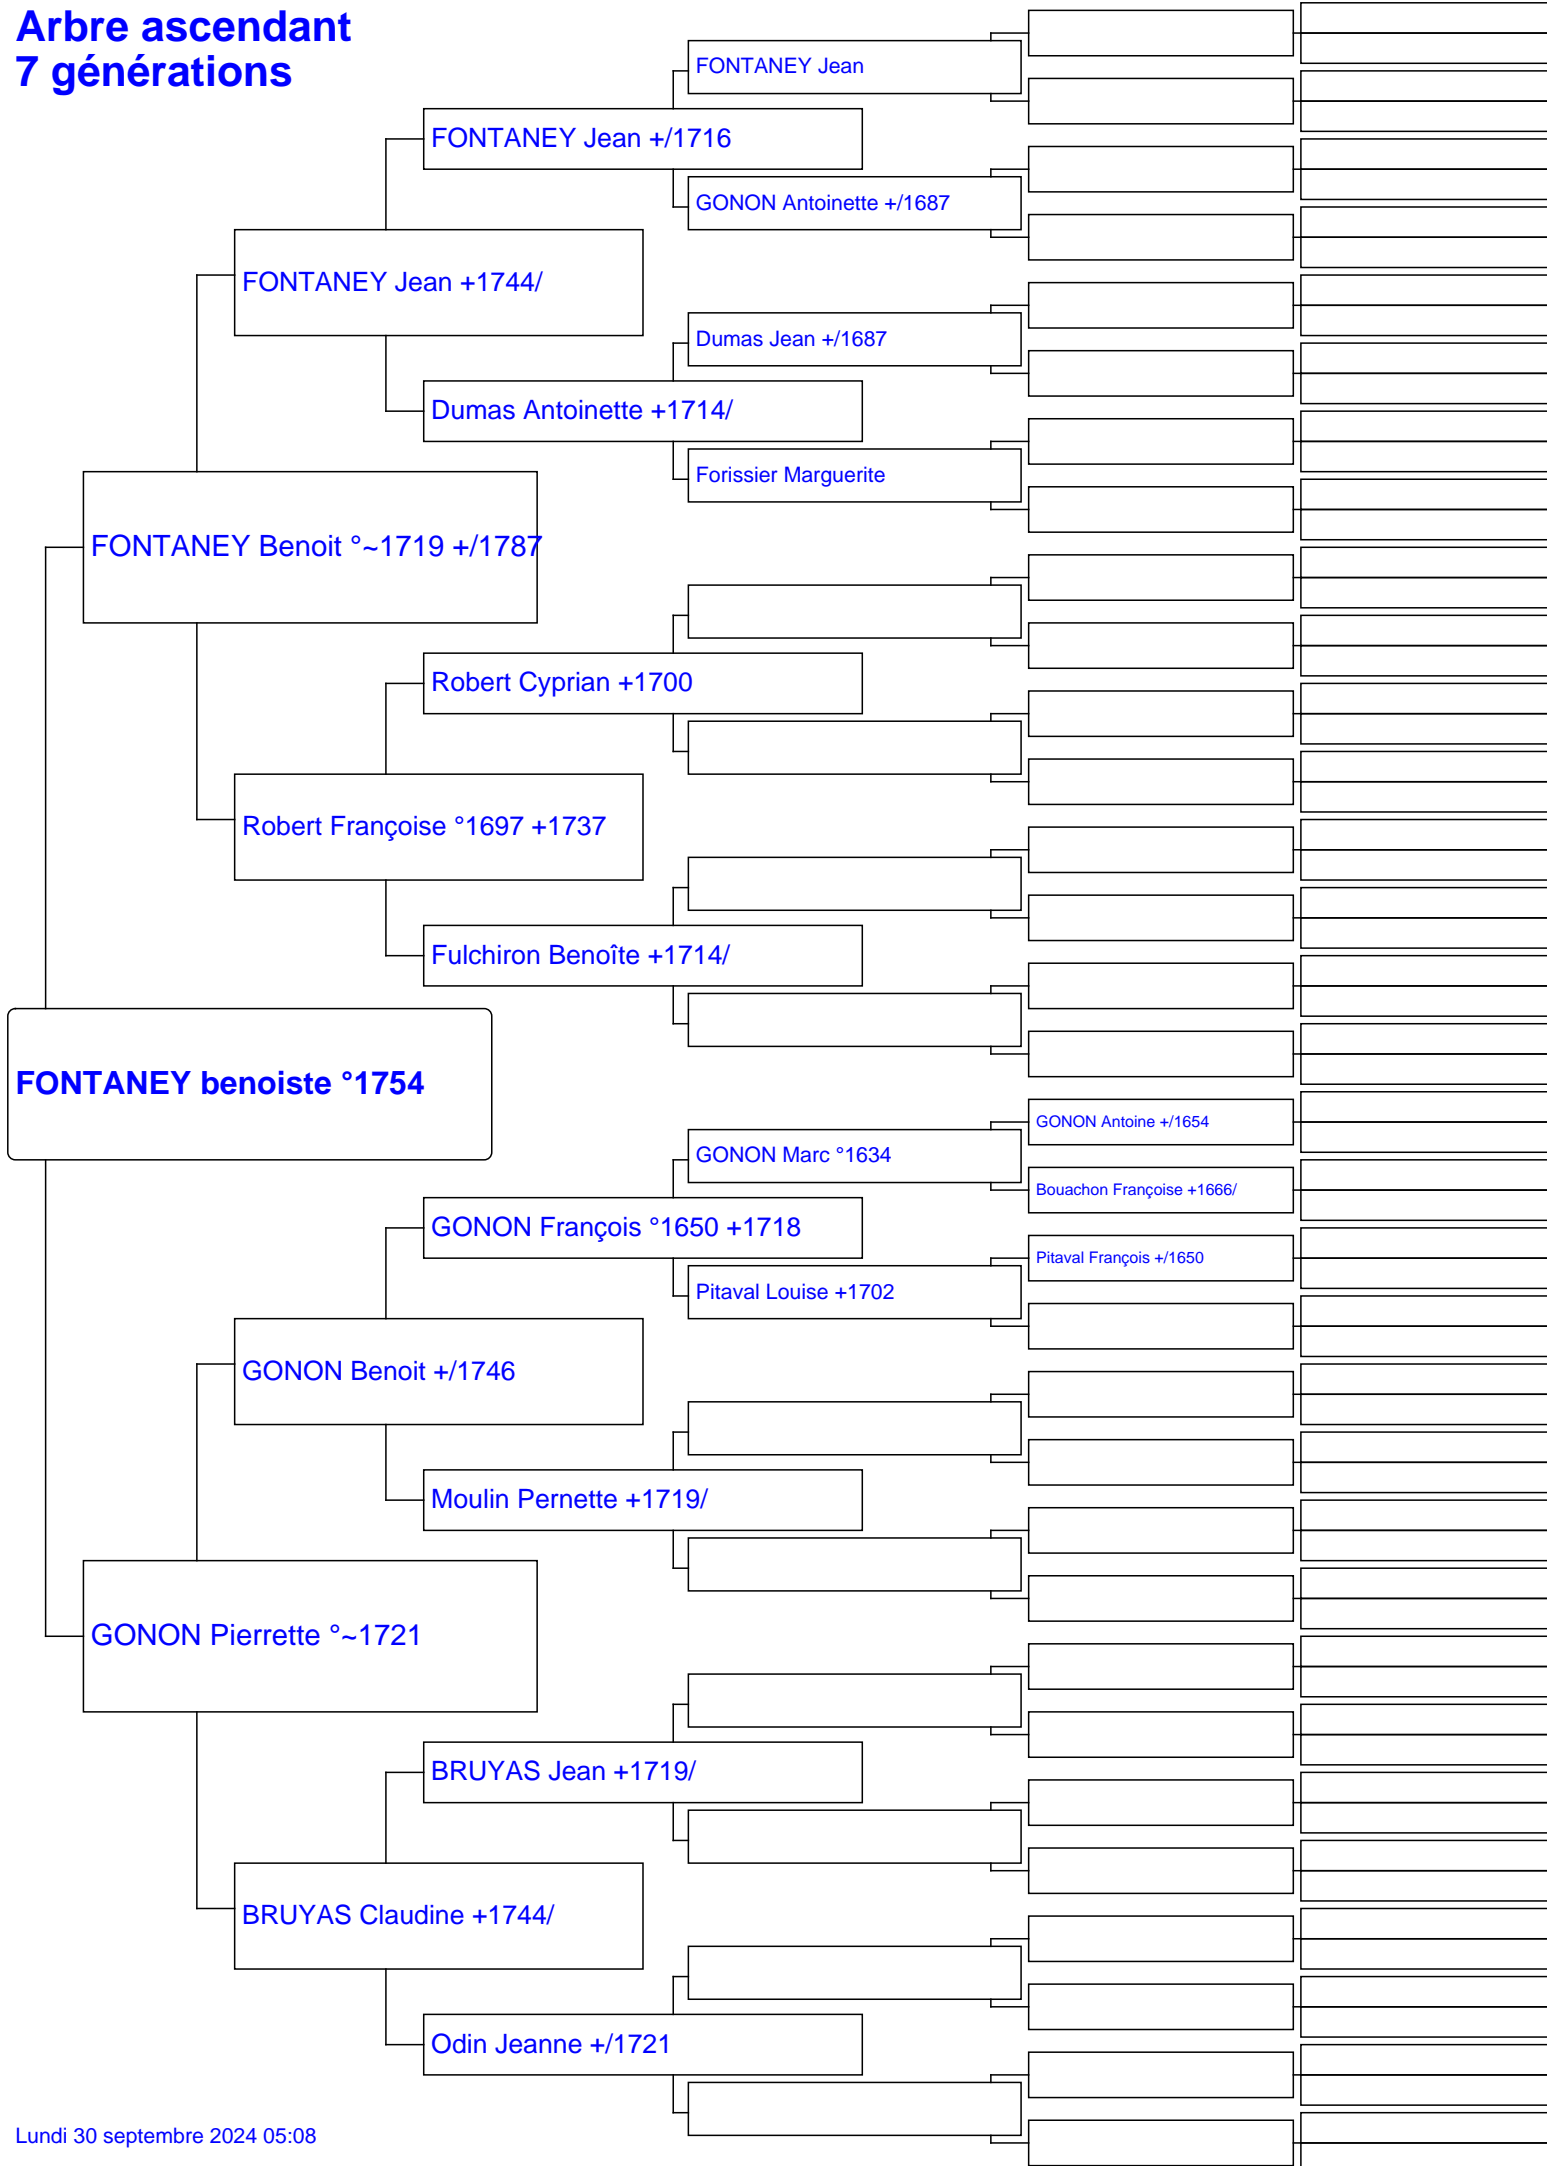 Arbre ascendant
7 générations
FONTANEY Jean
FONTANEY Jean +/1716
GONON Antoinette +/1687
FONTANEY Jean +1744/
Dumas Jean +/1687
Dumas Antoinette +1714/
Forissier Marguerite
FONTANEY Benoit °~1719 +/1787
Robert Cyprian +1700
Robert Françoise °1697 +1737
Fulchiron Benoîte +1714/
FONTANEY benoiste °1754
GONON Antoine +/1654
GONON Marc °1634
Bouachon Françoise +1666/
GONON François °1650 +1718
Pitaval François +/1650
Pitaval Louise +1702
GONON Benoit +/1746
Moulin Pernette +1719/
GONON Pierrette °~1721
BRUYAS Jean +1719/
BRUYAS Claudine +1744/
Odin Jeanne +/1721
Lundi 30 septembre 2024 05:08